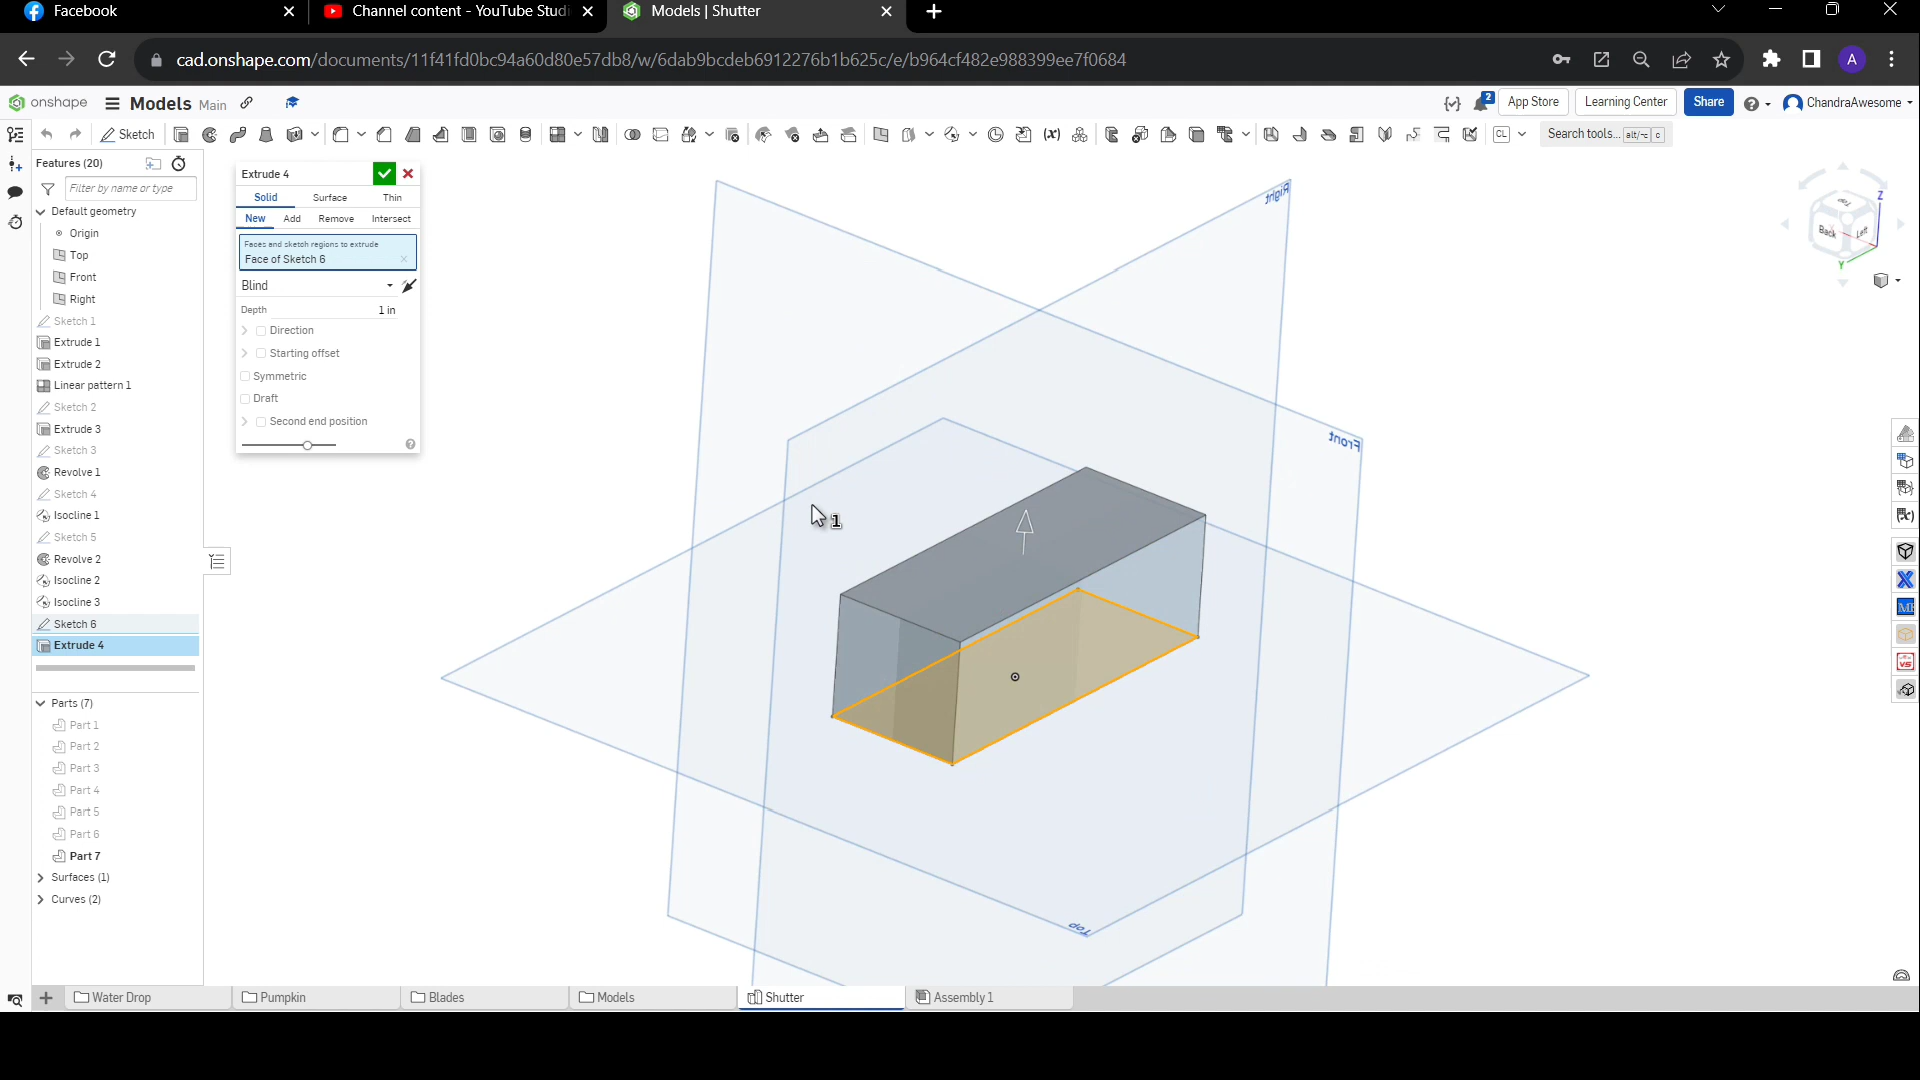 Facebook
Channel content - YouTube Studi
Models | Shutter
cad.onshape.com/documents/11f41fd0bc94a60d80e57db8/w/6dab9bcdeb6912276b1b625c/e/b964cf482e988399ee7f0684
A
onshape
Models Main
2
App Store
Learning Center
Share
ChandraAwesome
Sketch
CL
Search tools... alt/⌥ c
Features (20)
Filter by name or type
Default geometry
Origin
Top
Front
Right
Sketch 1
Extrude 1
Extrude 2
Linear pattern 1
Sketch 2
Extrude 3
Sketch 3
Revolve 1
Sketch 4
Isocline 1
Sketch 5
Revolve 2
Isocline 2
Isocline 3
Sketch 6
Extrude 4
Parts (7)
Part 1
Part 2
Part 3
Part 4
Part 5
Part 6
Part 7
Surfaces (1)
Curves (2)
Extrude 4
Solid
Surface
Thin
New
Add
Remove
Intersect
Faces and sketch regions to extrude
Face of Sketch 6
Blind
Depth
1 in
Direction
Starting offset
Symmetric
Draft
Second end position
Right
Front
Top
1
Top
Back
Left
Z
Y
Water Drop
Pumpkin
Blades
Models
Shutter
Assembly 1